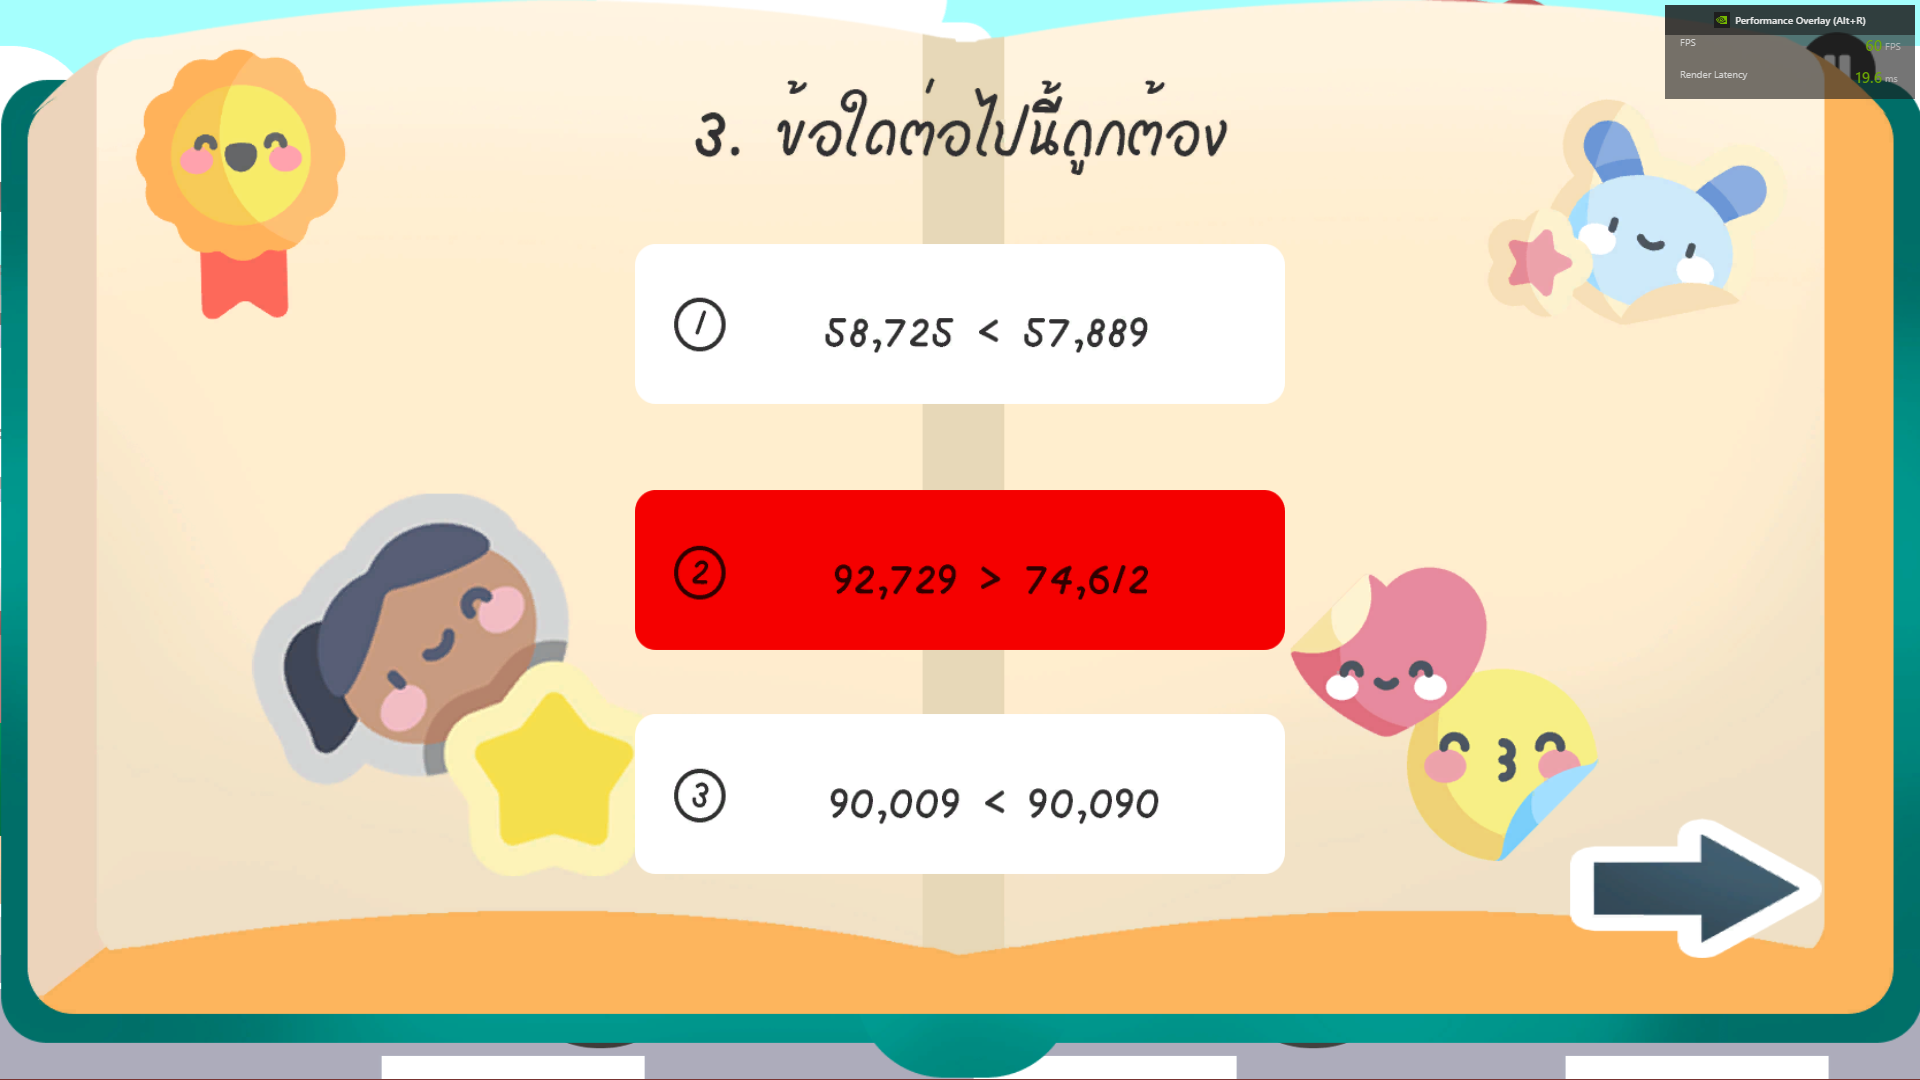 Performance Overlay (Alt+R)
FPS
60 FPS
Render Latency
19.6 ms
3. ข้อใดต่อไปนี้ถูกต้อง
1 58,725 < 57,889
2 92,729 > 74,612
3 90,009 < 90,090